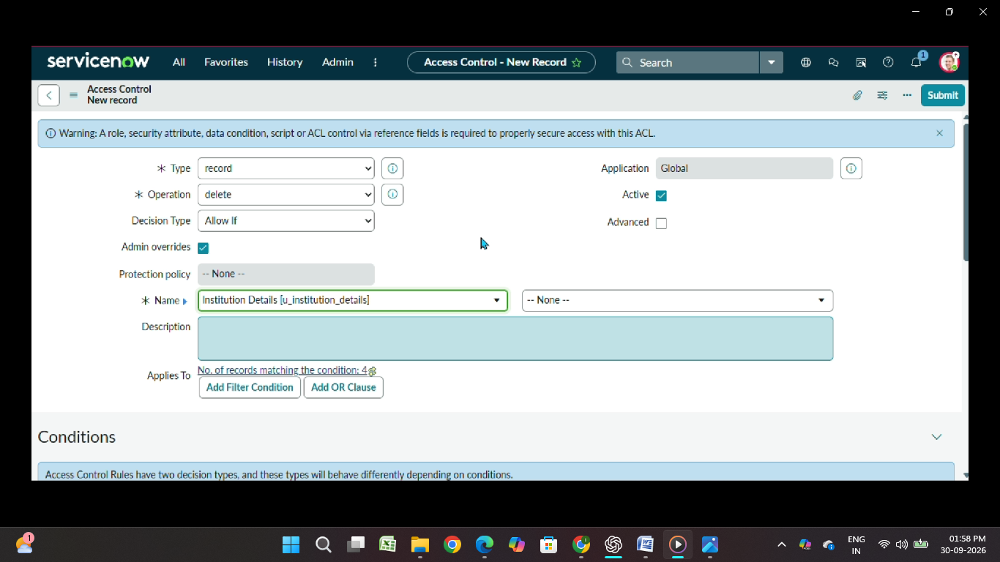 servicenow All Favorites History Admin Access Control - New Record Search 1
Access Control
New record
Submit
Warning: A role, security attribute, data condition, script or ACL control via reference fields is required to properly secure access with this ACL.
Type record Application Global
Operation delete Active
Decision Type Allow If Advanced
Admin overrides
Protection policy -- None --
Name Institution Details [u_institution_details] -- None --
Description
Applies To No. of records matching the condition: 4
Add Filter Condition Add OR Clause
Conditions
Access Control Rules have two decision types, and these types will behave differently depending on conditions.
1 ENG 01:58 PM
IN 30-09-2026